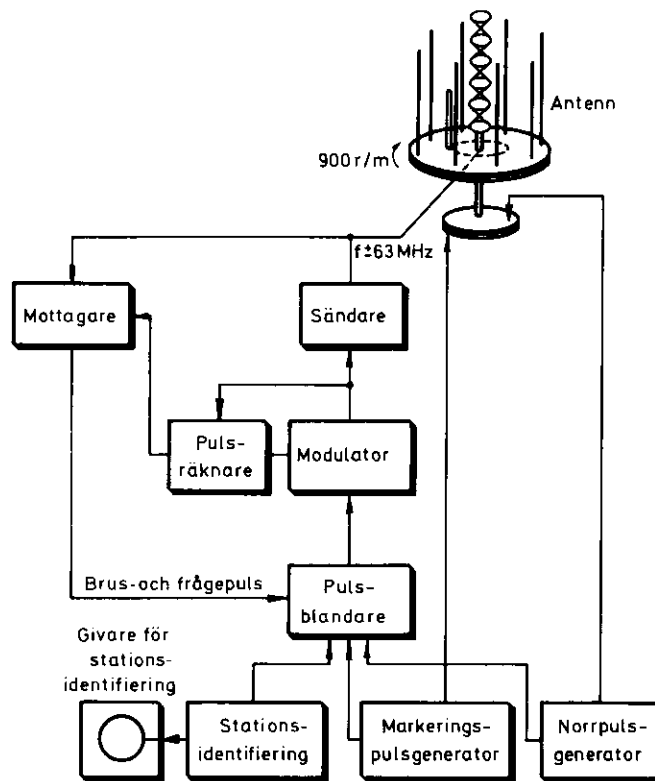 Antenn
900 r/m
f±63 MHz
Mottagare
Sändare
Puls-
räknare
Modulator
Brus-och frågepuls
Puls-
blandare
Givare för
stations-
identifiering
Stations-
identifiering
Markerings-
pulsgenerator
Norrpuls-
generator